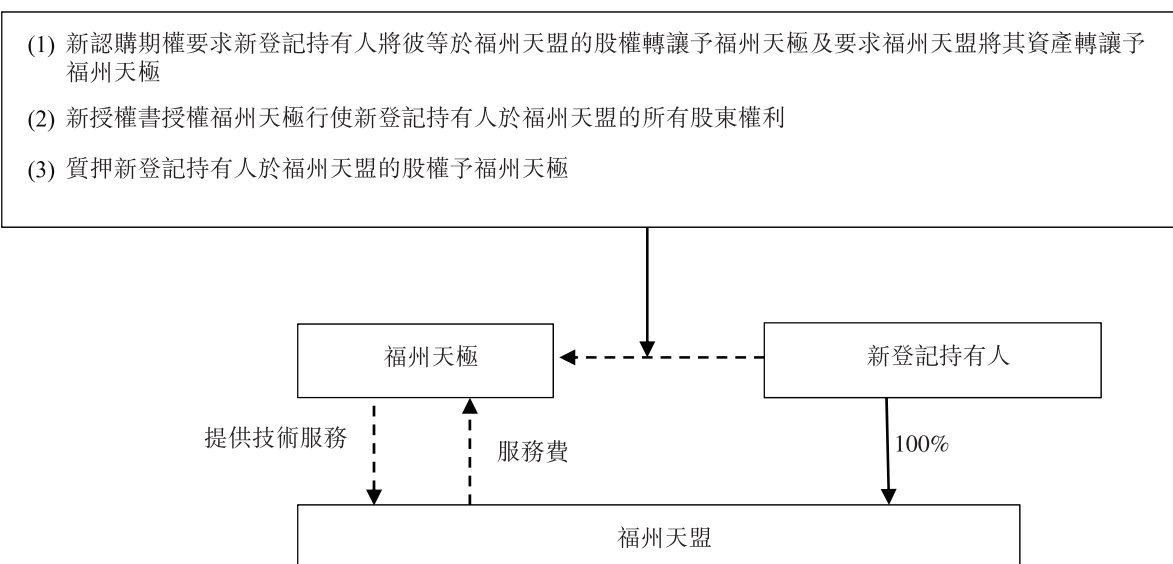 (1) 新認購期權要求新登記持有人將彼等於福州天盟的股權轉讓予福州天極及要求福州天盟將其資產轉讓予
福州天極
(2) 新授權書授權福州天極行使新登記持有人於福州天盟的所有股東權利
(3) 質押新登記持有人於福州天盟的股權予福州天極
福州天極
新登記持有人
提供技術服務
服務費
100%
福州天盟